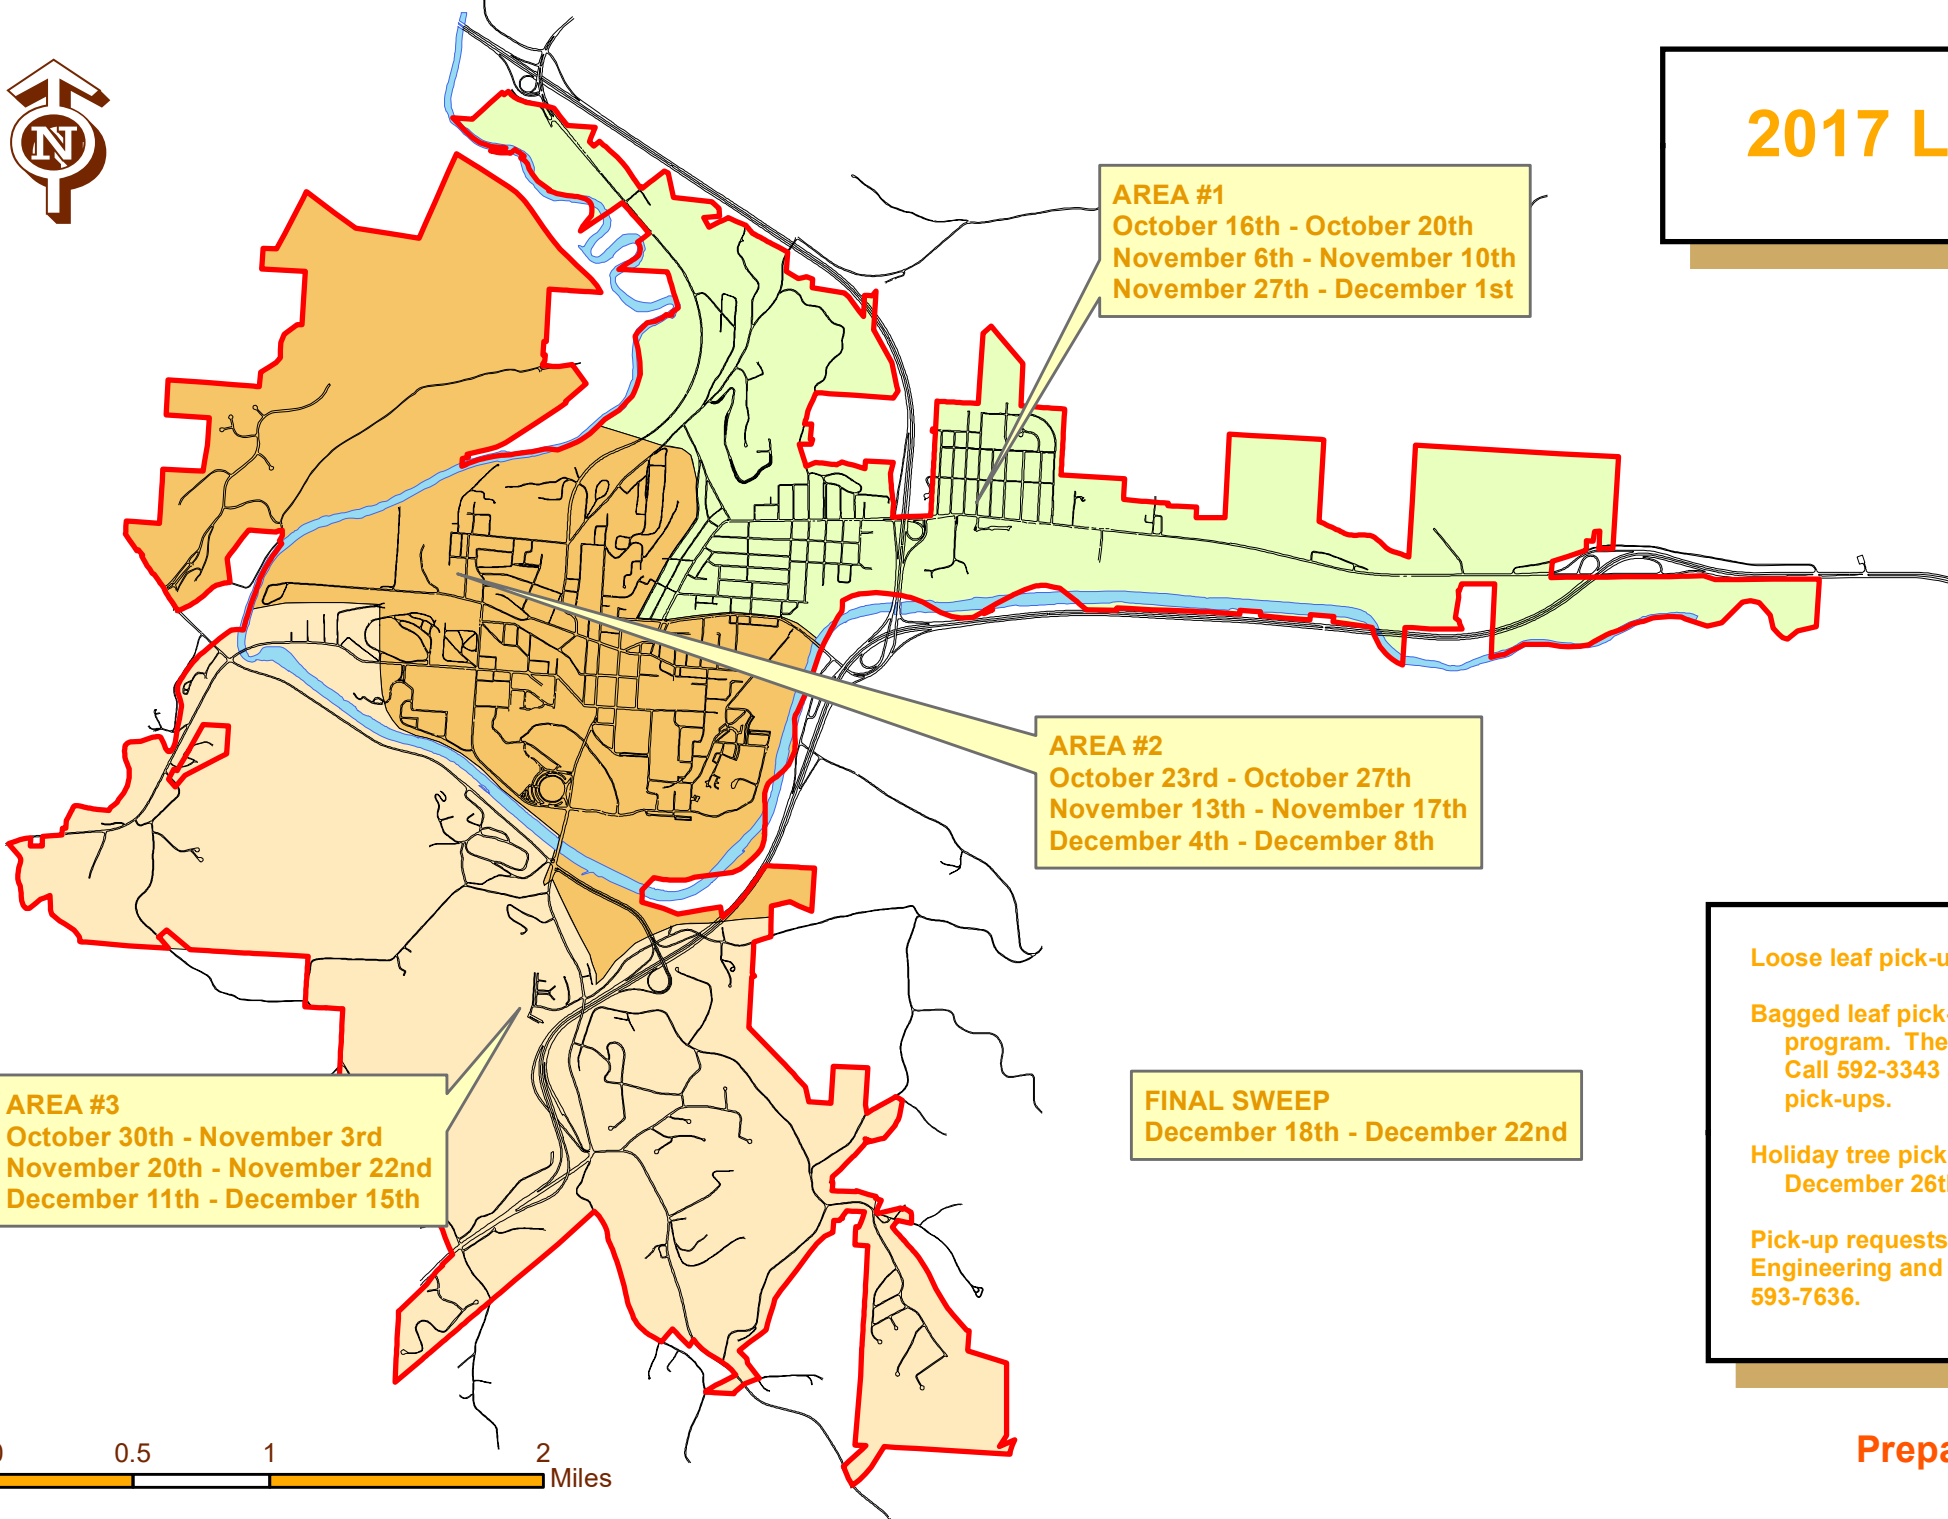 N
2017 L
AREA #1
October 16th - October 20th
November 6th - November 10th
November 27th - December 1st
AREA #2
October 23rd - October 27th
November 13th - November 17th
December 4th - December 8th
AREA #3
October 30th - November 3rd
November 20th - November 22nd
December 11th - December 15th
FINAL SWEEP
December 18th - December 22nd
Loose leaf pick-u
Bagged leaf pick-
program. The
Call 592-3343
pick-ups.
Holiday tree pick
December 26t
Pick-up requests
Engineering and
593-7636.
Prepa
0 0.5 1 2
Miles